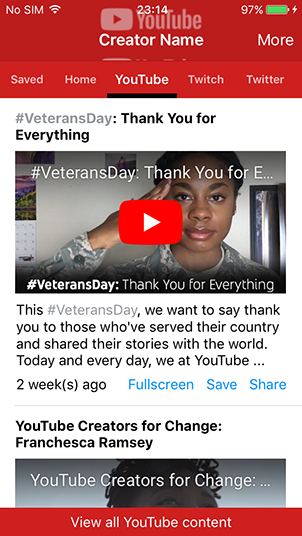 YouTube
No SIM 23:14 97%
Creator Name More
Saved Home YouTube Twitch Twitter
#VeteransDay: Thank You for
Everything
#VeteransDay: Thank You for E...
#VeteransDay: Thank You for Everything
This #VeteransDay, we want to say thank
you to those who've served their country
and shared their stories with the world.
Today and every day, we at YouTube ...
2 week(s) ago Fullscreen Save Share
YouTube Creators for Change:
Franchesca Ramsey
YouTube Creators for Change: ...
View all YouTube content